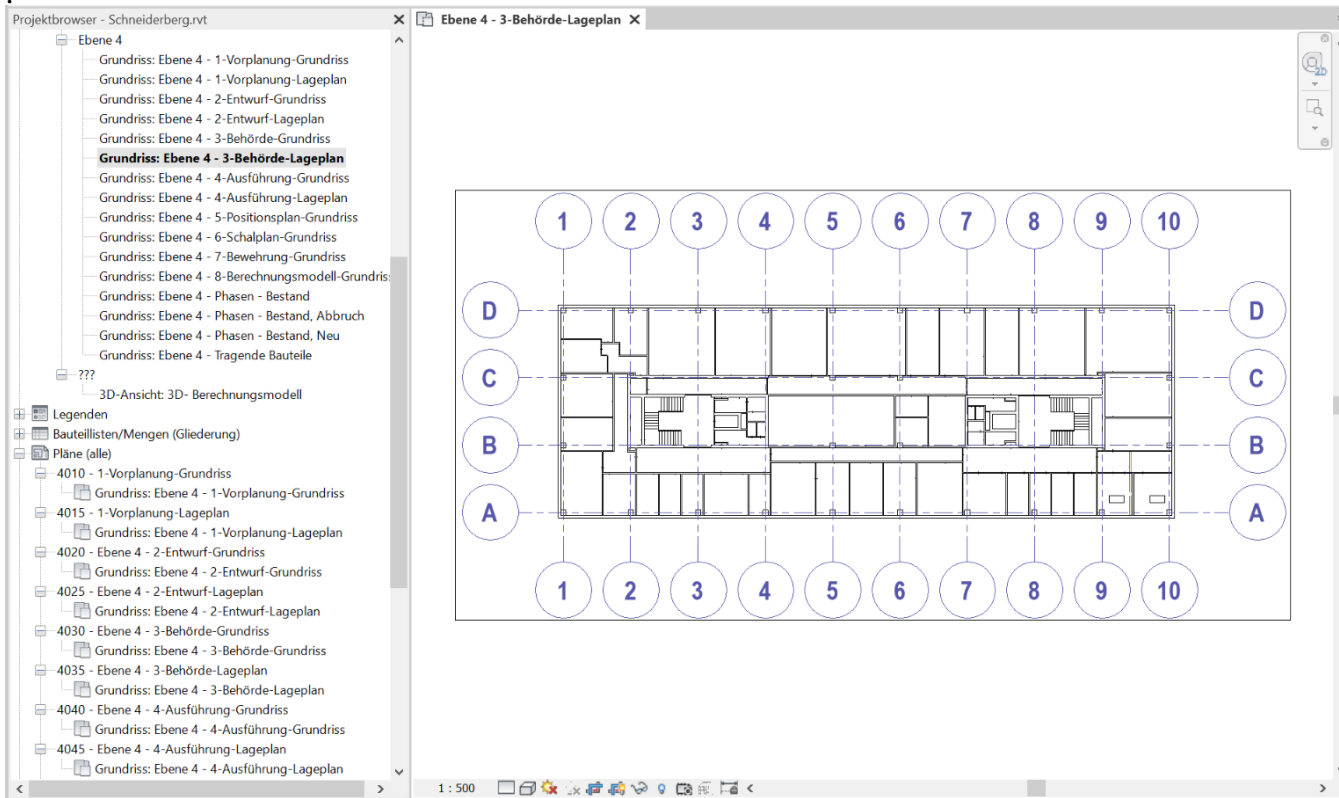 Projektbrowser - Schneiderberg.rvt
Ebene 4
Grundriss: Ebene 4 - 1-Vorplanung-Grundriss
Grundriss: Ebene 4 - 1-Vorplanung-Lageplan
Grundriss: Ebene 4 - 2-Entwurf-Grundriss
Grundriss: Ebene 4 - 2-Entwurf-Lageplan
Grundriss: Ebene 4 - 3-Behörde-Grundriss
Grundriss: Ebene 4 - 3-Behörde-Lageplan
Grundriss: Ebene 4 - 4-Ausführung-Grundriss
Grundriss: Ebene 4 - 4-Ausführung-Lageplan
Grundriss: Ebene 4 - 5-Positionsplan-Grundriss
Grundriss: Ebene 4 - 6-Schalplan-Grundriss
Grundriss: Ebene 4 - 7-Bewehrung-Grundriss
Grundriss: Ebene 4 - 8-Berechnungsmodell-Grundris
Grundriss: Ebene 4 - Phasen - Bestand
Grundriss: Ebene 4 - Phasen - Bestand, Abbruch
Grundriss: Ebene 4 - Phasen - Bestand, Neu
Grundriss: Ebene 4 - Tragende Bauteile
???
3D-Ansicht: 3D- Berechnungsmodell
Legenden
Bauteillisten/Mengen (Gliederung)
Pläne (alle)
4010 - 1-Vorplanung-Grundriss
Grundriss: Ebene 4 - 1-Vorplanung-Grundriss
4015 - 1-Vorplanung-Lageplan
Grundriss: Ebene 4 - 1-Vorplanung-Lageplan
4020 - Ebene 4 - 2-Entwurf-Grundriss
Grundriss: Ebene 4 - 2-Entwurf-Grundriss
4025 - Ebene 4 - 2-Entwurf-Lageplan
Grundriss: Ebene 4 - 2-Entwurf-Lageplan
4030 - Ebene 4 - 3-Behörde-Grundriss
Grundriss: Ebene 4 - 3-Behörde-Grundriss
4035 - Ebene 4 - 3-Behörde-Lageplan
Grundriss: Ebene 4 - 3-Behörde-Lageplan
4040 - Ebene 4 - 4-Ausführung-Grundriss
Grundriss: Ebene 4 - 4-Ausführung-Grundriss
4045 - Ebene 4 - 4-Ausführung-Lageplan
Grundriss: Ebene 4 - 4-Ausführung-Lageplan
Ebene 4 - 3-Behörde-Lageplan
2D
1 2 3 4 5 6 7 8 9 10
D D
C C
B B
A A
1 2 3 4 5 6 7 8 9 10
1 : 500